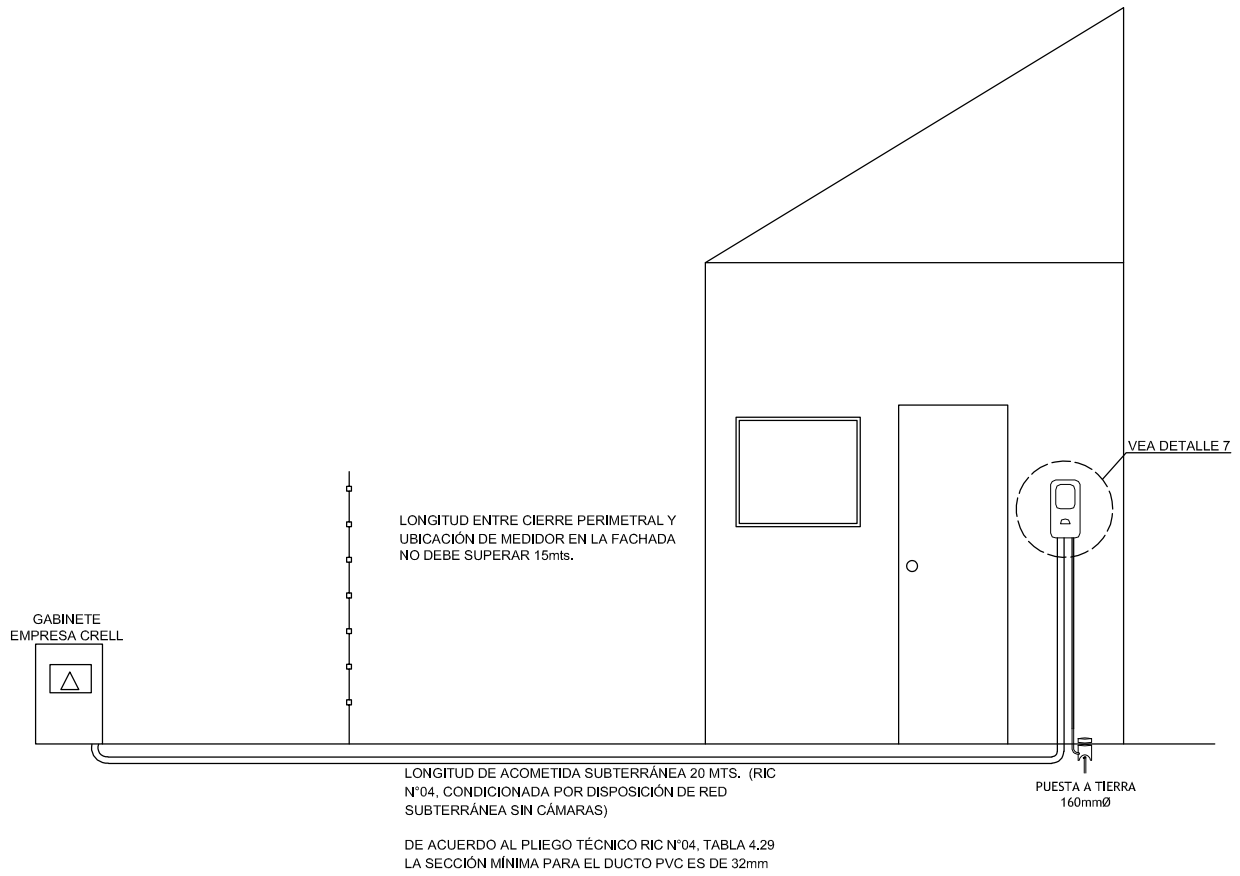 VEA DETALLE 7
LONGITUD ENTRE CIERRE PERIMETRAL Y
UBICACIÓN DE MEDIDOR EN LA FACHADA
NO DEBE SUPERAR 15mts.
GABINETE
EMPRESA CRELL
LONGITUD DE ACOMETIDA SUBTERRÁNEA 20 MTS. (RIC
N°04, CONDICIONADA POR DISPOSICIÓN DE RED
SUBTERRÁNEA SIN CÁMARAS)
PUESTA A TIERRA
160mmØ
DE ACUERDO AL PLIEGO TÉCNICO RIC N°04, TABLA 4.29
LA SECCIÓN MÍNIMA PARA EL DUCTO PVC ES DE 32mm